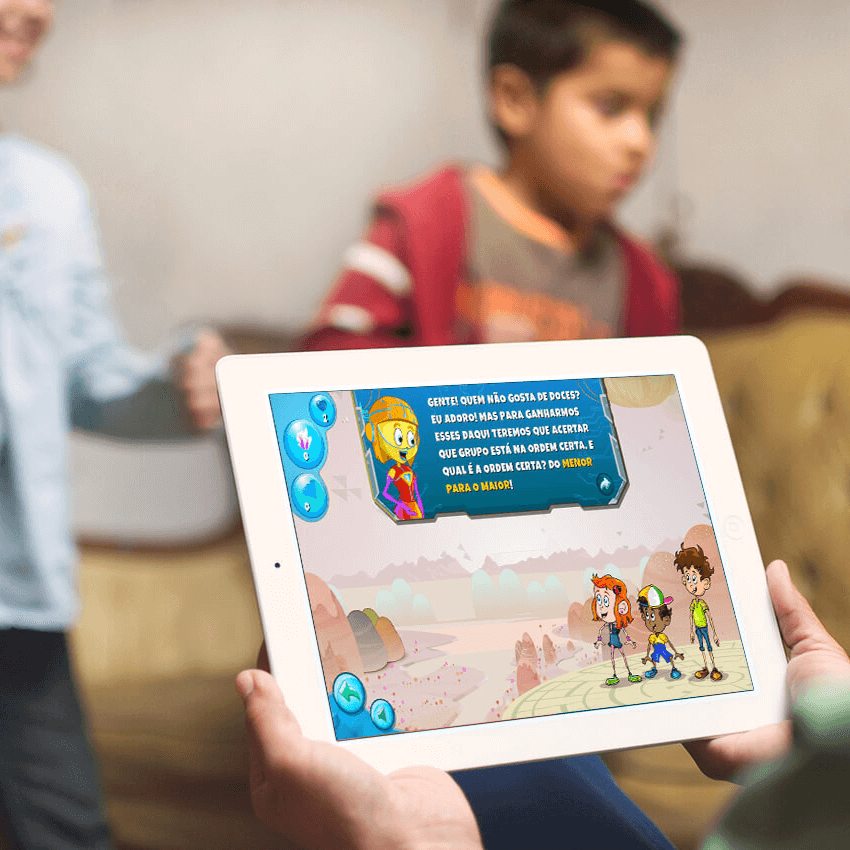 GENTE! QUEM NÃO GOSTA DE DOCES?
EU ADORO! MAS PARA GANHARMOS
ESSES DAQUI TEREMOS QUE ACERTAR
QUE GRUPO ESTÁ NA ORDEM CERTA. E
QUAL É A ORDEM CERTA? DO MENOR
PARA O MAIOR!